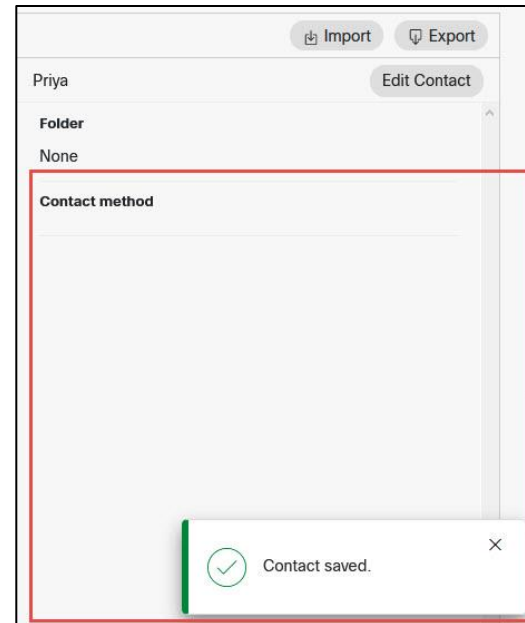 Import Export
Priya Edit Contact
Folder
None
Contact method
Contact saved.